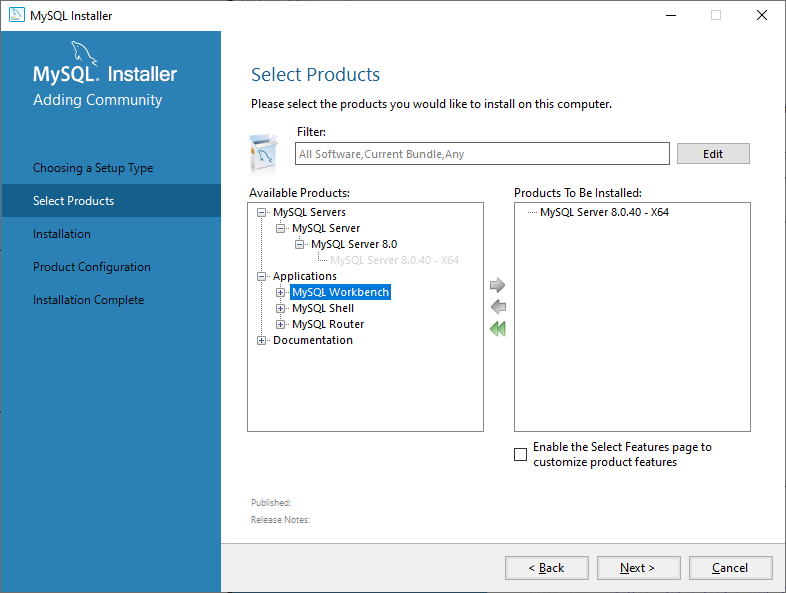 MySQL Installer
MySQL. Installer
Adding Community
Choosing a Setup Type
Select Products
Installation
Product Configuration
Installation Complete
Select Products
Please select the products you would like to install on this computer.
Filter:
All Software,Current Bundle,Any
Edit
Available Products:
MySQL Servers
MySQL Server
MySQL Server 8.0
MySQL Server 8.0.40 - X64
Applications
MySQL Workbench
MySQL Shell
MySQL Router
Documentation
Products To Be Installed:
MySQL Server 8.0.40 - X64
Enable the Select Features page to
customize product features
Published:
Release Notes:
< Back
Next >
Cancel